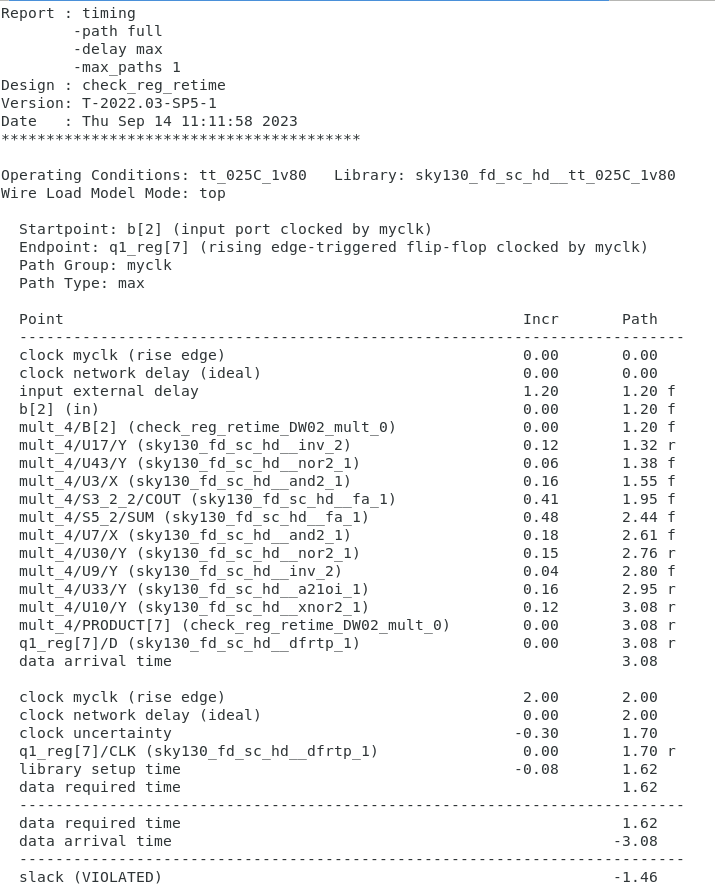 Report : timing
        -path full
        -delay max
        -max_paths 1
Design : check_reg_retime
Version: T-2022.03-SP5-1
Date   : Thu Sep 14 11:11:58 2023
****************************************

Operating Conditions: tt_025C_1v80   Library: sky130_fd_sc_hd__tt_025C_1v80
Wire Load Model Mode: top

  Startpoint: b[2] (input port clocked by myclk)
  Endpoint: q1_reg[7] (rising edge-triggered flip-flop clocked by myclk)
  Path Group: myclk
  Path Type: max

  Point                                                   Incr       Path
  --------------------------------------------------------------------------
  clock myclk (rise edge)                                 0.00       0.00
  clock network delay (ideal)                             0.00       0.00
  input external delay                                    1.20       1.20 f
  b[2] (in)                                               0.00       1.20 f
  mult_4/B[2] (check_reg_retime_DW02_mult_0)              0.00       1.20 f
  mult_4/U17/Y (sky130_fd_sc_hd__inv_2)                   0.12       1.32 r
  mult_4/U43/Y (sky130_fd_sc_hd__nor2_1)                  0.06       1.38 f
  mult_4/U3/X (sky130_fd_sc_hd__and2_1)                   0.16       1.55 f
  mult_4/S3_2_2/COUT (sky130_fd_sc_hd__fa_1)              0.41       1.95 f
  mult_4/S5_2/SUM (sky130_fd_sc_hd__fa_1)                 0.48       2.44 f
  mult_4/U7/X (sky130_fd_sc_hd__and2_1)                   0.18       2.61 f
  mult_4/U30/Y (sky130_fd_sc_hd__nor2_1)                  0.15       2.76 r
  mult_4/U9/Y (sky130_fd_sc_hd__inv_2)                    0.04       2.80 f
  mult_4/U33/Y (sky130_fd_sc_hd__a21oi_1)                 0.16       2.95 r
  mult_4/U10/Y (sky130_fd_sc_hd__xnor2_1)                 0.12       3.08 r
  mult_4/PRODUCT[7] (check_reg_retime_DW02_mult_0)        0.00       3.08 r
  q1_reg[7]/D (sky130_fd_sc_hd__dfrtp_1)                  0.00       3.08 r
  data arrival time                                                  3.08

  clock myclk (rise edge)                                 2.00       2.00
  clock network delay (ideal)                             0.00       2.00
  clock uncertainty                                      -0.30       1.70
  q1_reg[7]/CLK (sky130_fd_sc_hd__dfrtp_1)                0.00       1.70 r
  library setup time                                     -0.08       1.62
  data required time                                                 1.62
  --------------------------------------------------------------------------
  data required time                                                 1.62
  data arrival time                                                 -3.08
  --------------------------------------------------------------------------
  slack (VIOLATED)                                                  -1.46